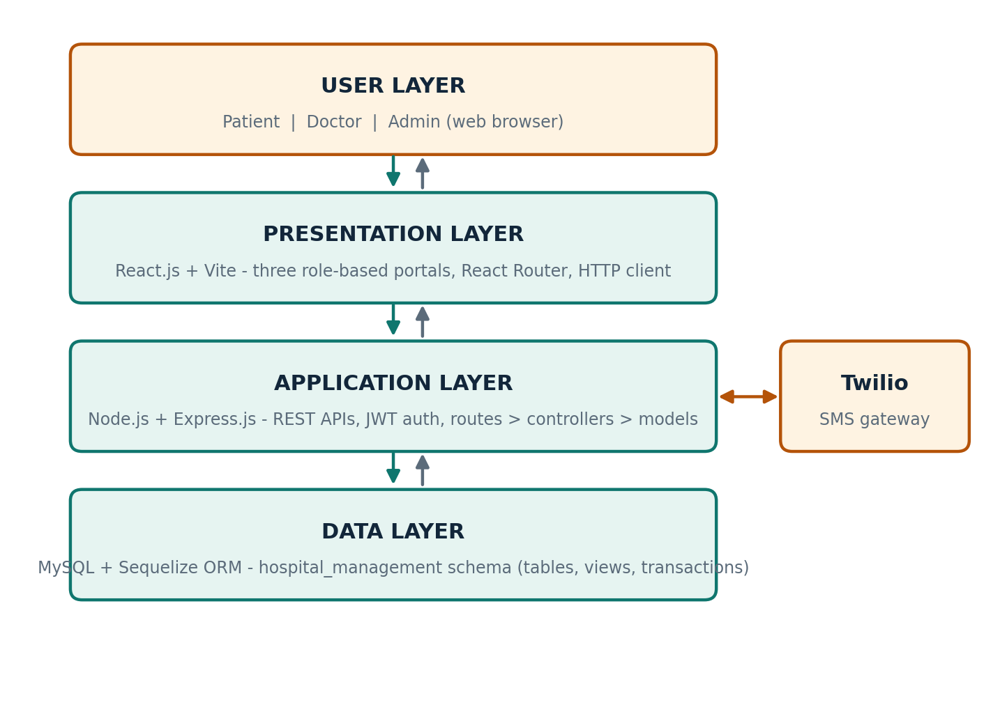 USER LAYER
Patient | Doctor | Admin (web browser)
PRESENTATION LAYER
React.js + Vite - three role-based portals, React Router, HTTP client
APPLICATION LAYER
Node.js + Express.js - REST APIs, JWT auth, routes > controllers > models
Twilio
SMS gateway
DATA LAYER
MySQL + Sequelize ORM - hospital_management schema (tables, views, transactions)